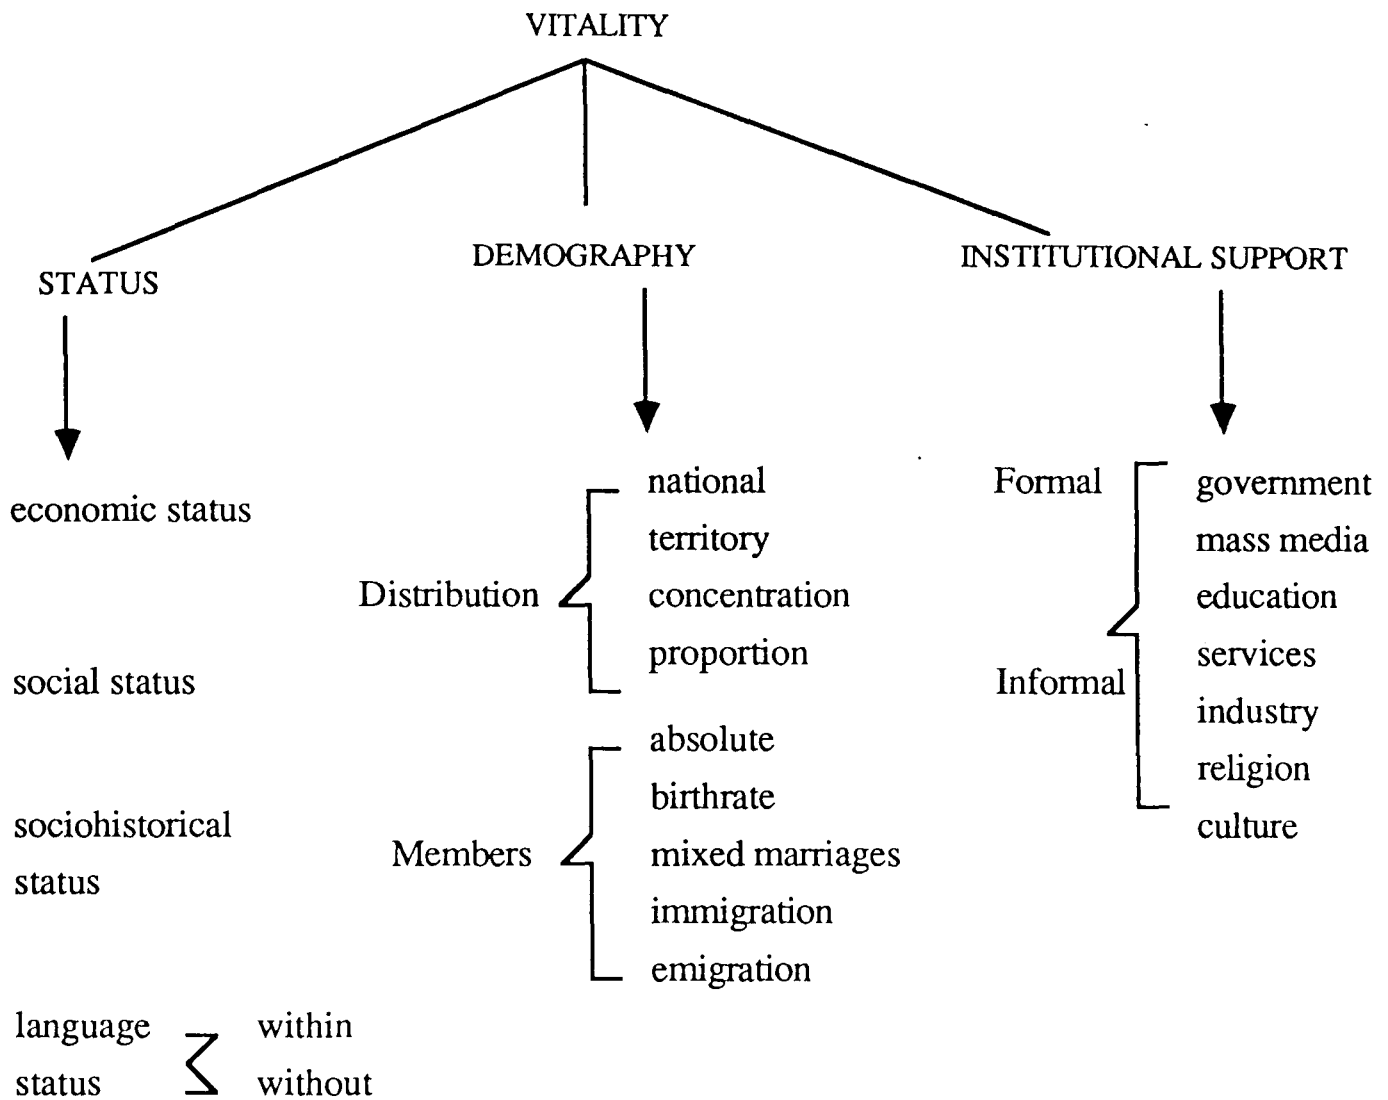 VITALITY
STATUS
DEMOGRAPHY
INSTITUTIONAL SUPPORT
economic status
social status
sociohistorical
status
language
status
within
without
Distribution
national
territory
concentration
proportion
Members
absolute
birthrate
mixed marriages
immigration
emigration
Formal
Informal
government
mass media
education
services
industry
religion
culture